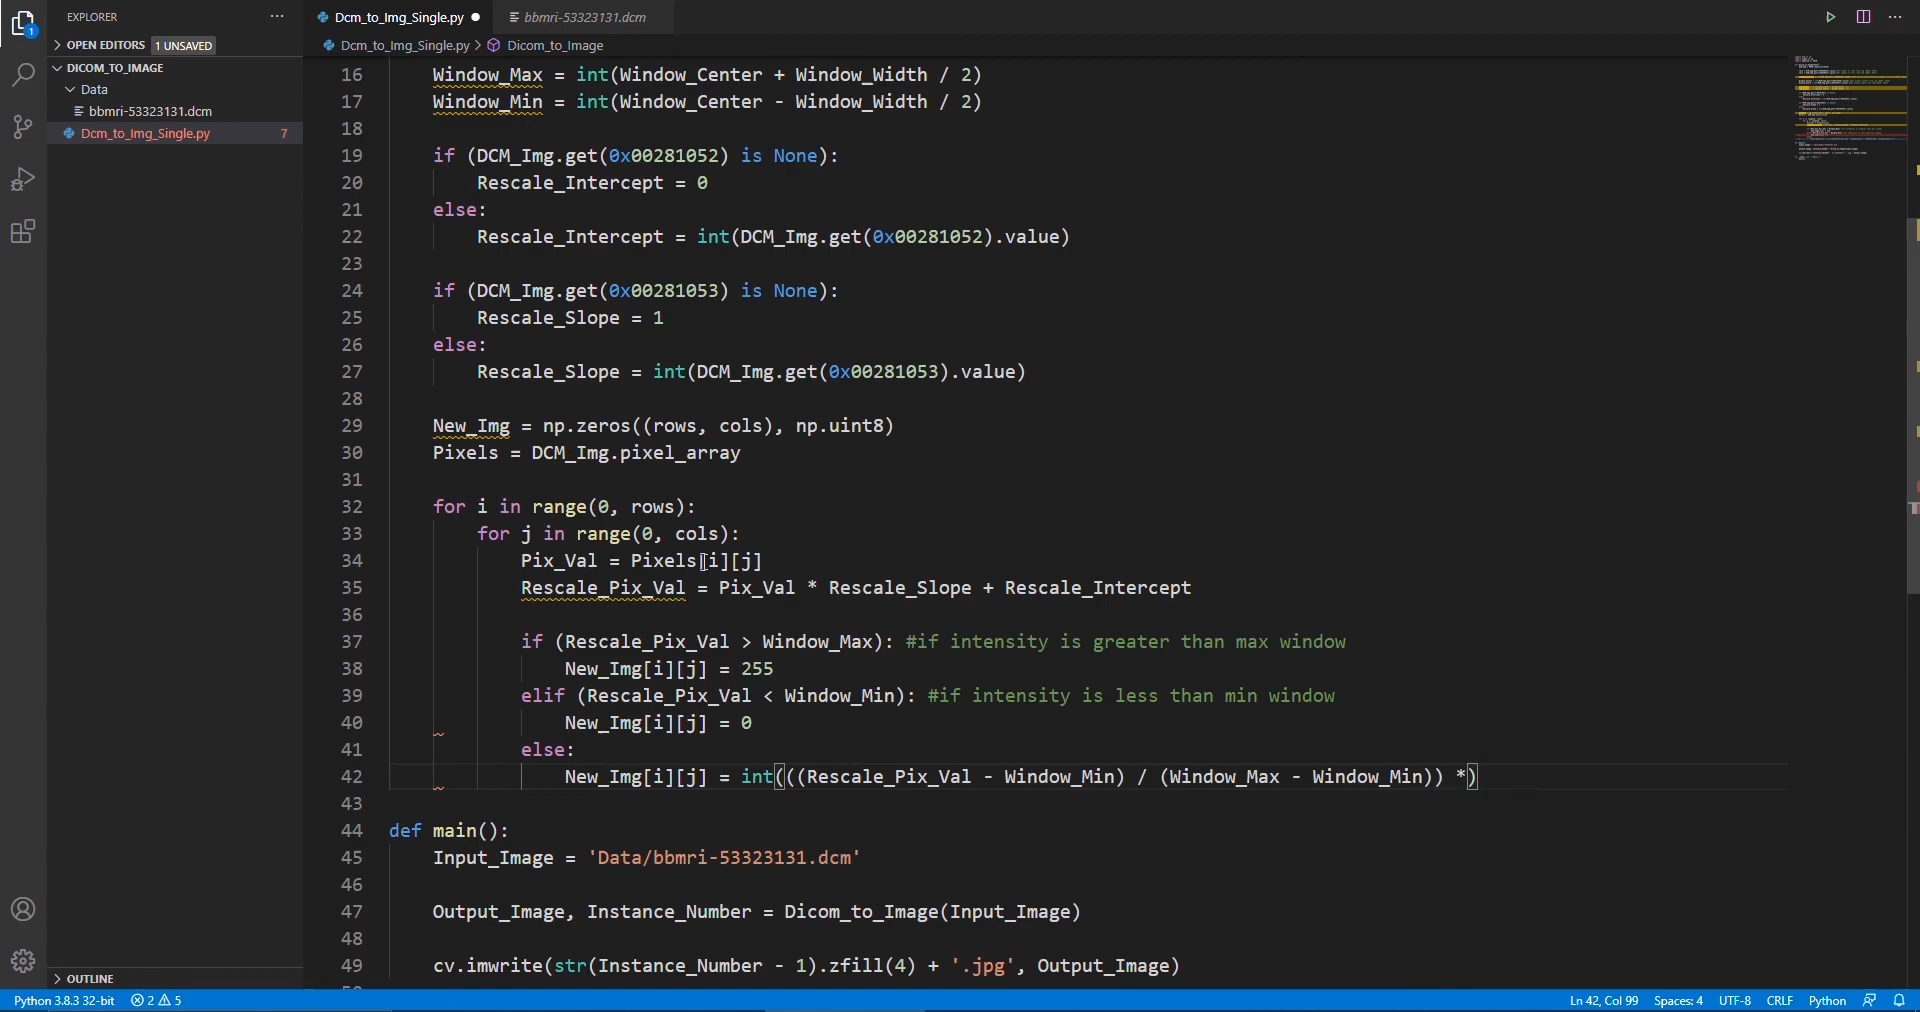 EXPLORER
Dcm_to_Img_Single.py
bbmri-53323131.dcm
OPEN EDITORS 1 UNSAVED
Dcm_to_Img_Single.py > Dicom_to_Image
DICOM_TO_IMAGE
Data
bbmri-53323131.dcm
Dcm_to_Img_Single.py 7
1
16 Window_Max = int(Window_Center + Window_Width / 2)
17 Window_Min = int(Window_Center - Window_Width / 2)
18
19 if (DCM_Img.get(0x00281052) is None):
20 Rescale_Intercept = 0
21 else:
22 Rescale_Intercept = int(DCM_Img.get(0x00281052).value)
23
24 if (DCM_Img.get(0x00281053) is None):
25 Rescale_Slope = 1
26 else:
27 Rescale_Slope = int(DCM_Img.get(0x00281053).value)
28
29 New_Img = np.zeros((rows, cols), np.uint8)
30 Pixels = DCM_Img.pixel_array
31
32 for i in range(0, rows):
33 for j in range(0, cols):
34 Pix_Val = Pixels[i][j]
35 Rescale_Pix_Val = Pix_Val * Rescale_Slope + Rescale_Intercept
36
37 if (Rescale_Pix_Val > Window_Max): #if intensity is greater than max window
38 New_Img[i][j] = 255
39 elif (Rescale_Pix_Val < Window_Min): #if intensity is less than min window
40 New_Img[i][j] = 0
41 else:
42 New_Img[i][j] = int(((Rescale_Pix_Val - Window_Min) / (Window_Max - Window_Min)) *)
43
44 def main():
45 Input_Image = 'Data/bbmri-53323131.dcm'
46
47 Output_Image, Instance_Number = Dicom_to_Image(Input_Image)
48
49 cv.imwrite(str(Instance_Number - 1).zfill(4) + '.jpg', Output_Image)
OUTLINE
Python 3.8.3 32-bit 2 5
Ln 42, Col 99 Spaces: 4 UTF-8 CRLF Python